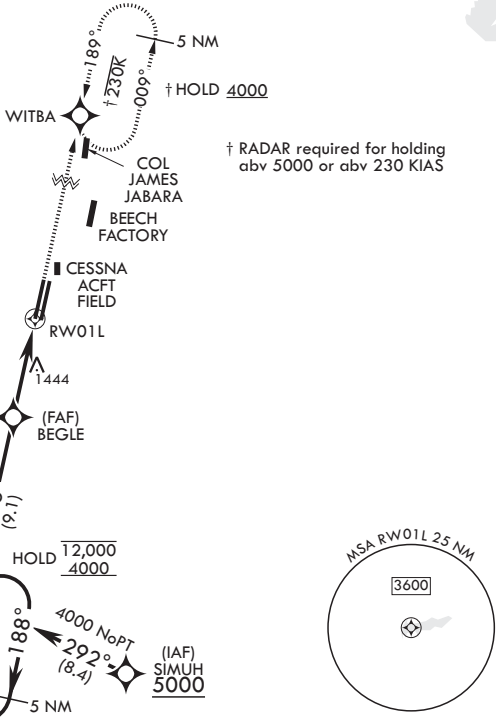 5 NM
189°
†230K
009°
† HOLD 4000
WITBA
† RADAR required for holding
abv 5000 or abv 230 KIAS
COL
JAMES
JABARA
BEECH
FACTORY
CESSNA
ACFT
FIELD
RW01L
1444
(FAF)
BEGLE
(9.1)
HOLD 12,000
4000
MSA RW01L 25 NM
3600
188°
4000 NoPT
292°
(8.4)
(IAF)
SIMUH
5000
5 NM